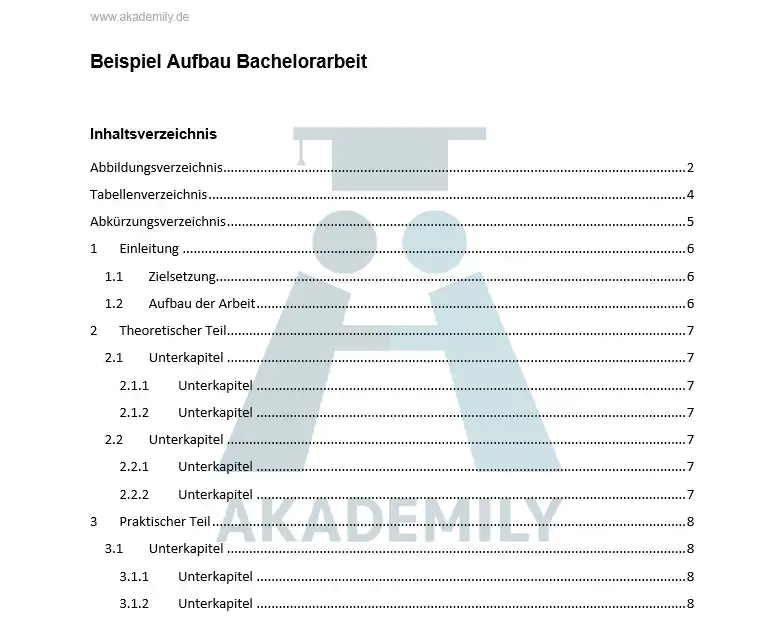 www.akademily.de
Beispiel Aufbau Bachelorarbeit
Inhaltsverzeichnis
Abbildungsverzeichnis....................2
Tabellenverzeichnis....................4
Abkürzungsverzeichnis....................5
1 Einleitung ....................6
1.1 Zielsetzung....................6
1.2 Aufbau der Arbeit....................6
2 Theoretischer Teil....................7
2.1 Unterkapitel ....................7
2.1.1 Unterkapitel ....................7
2.1.2 Unterkapitel ....................7
2.2 Unterkapitel ....................7
2.2.1 Unterkapitel ....................7
2.2.2 Unterkapitel ....................7
AKADEMILY
3 Praktischer Teil....................8
3.1 Unterkapitel ....................8
3.1.1 Unterkapitel ....................8
3.1.2 Unterkapitel ....................8